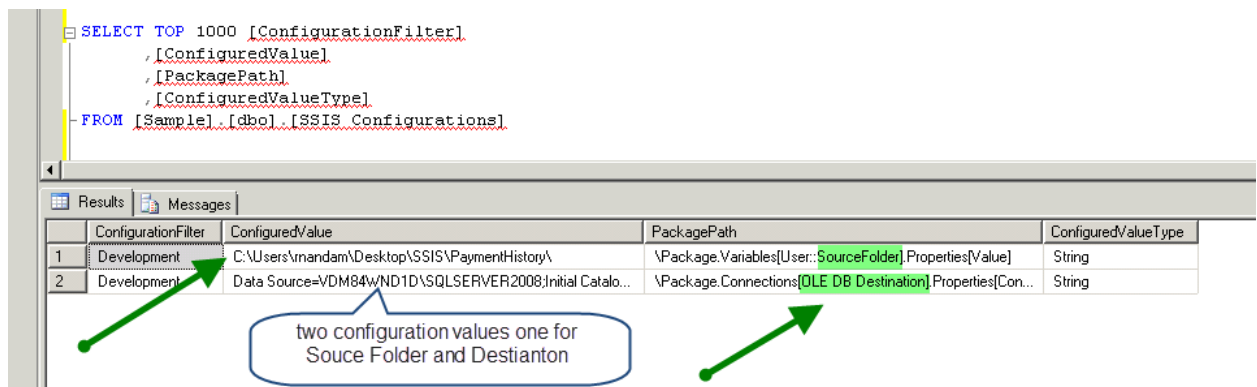 SELECT TOP 1000 [ConfigurationFilter]
,[ConfiguredValue]
,[PackagePath]
,[ConfiguredValueType]
FROM [Sample].[dbo].[SSIS Configurations]
Results Messages
ConfigurationFilter ConfiguredValue PackagePath ConfiguredValueType
1 Development C:\Users\rnandam\Desktop\SSIS\PaymentHistory\ \Package.Variables[User::SourceFolder].Properties[Value] String
2 Development Data Source=VDM84WND1D\SQLSERVER2008;Initial Catalo... \Package.Connections[OLE DB Destination].Properties[Con... String
two configuration values one for
Souce Folder and Destianton